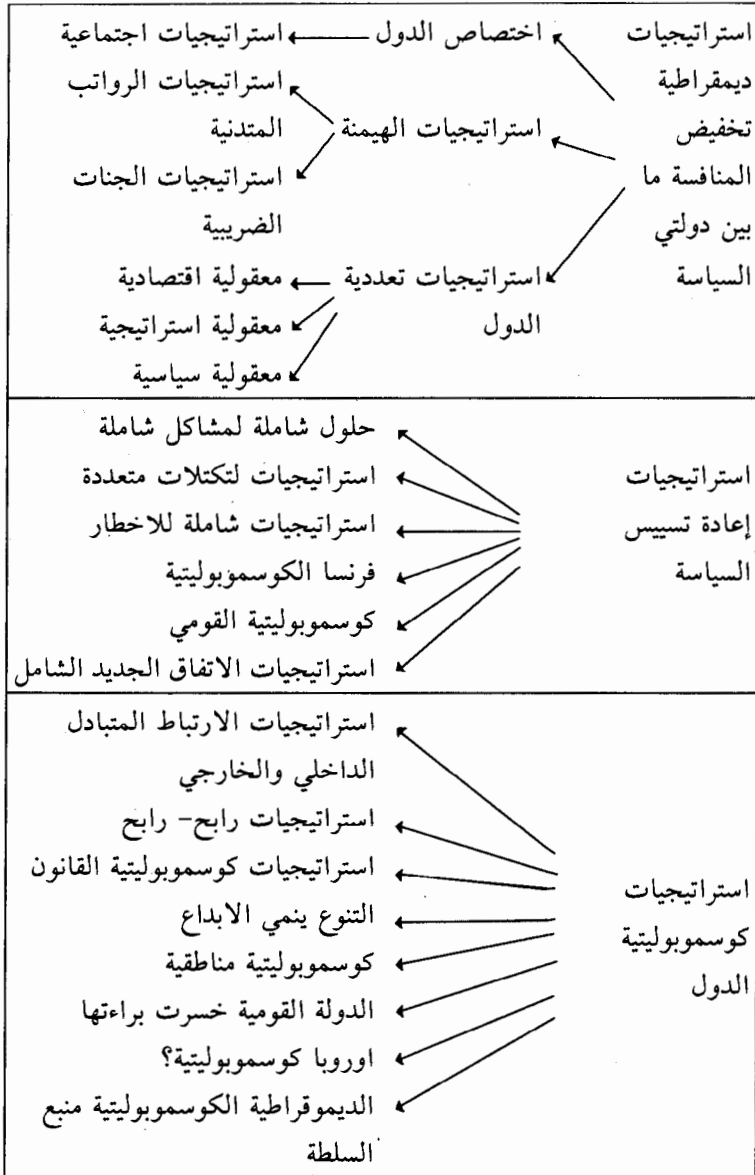 استراتيجيات اختصاص الدول استراتيجيات اجتماعية
ديمقراطية استراتيجيات الرواتب
تخفيض استراتيجيات الهيمنة المتدنية
المنافسة ما استراتيجيات الجنات
بين دولتي الضريبية
السياسة استراتيجيات تعددية معقولية اقتصادية
الدول معقولية استراتيجية
معقولية سياسية
حلول شاملة لمشاكل شاملة
استراتيجيات استراتيجيات لتكتلات متعددة
إعادة تسييس استراتيجيات شاملة للاخطار
السياسة فرنسا الكوسموبوليتية
كوسموبوليتية القومي
استراتيجيات الاتفاق الجديد الشامل
استراتيجيات الارتباط المتبادل
الداخلي والخارجي
استراتيجيات رابح- رابح
استراتيجيات استراتيجيات كوسموبوليتية القانون
كوسموبوليتية التنوع ينمي الابداع
الدول كوسموبوليتية مناطقية
الدولة القومية خسرت براءتها
اوروبا كوسموبوليتية؟
الديموقراطية الكوسموبوليتية منبع
السلطة